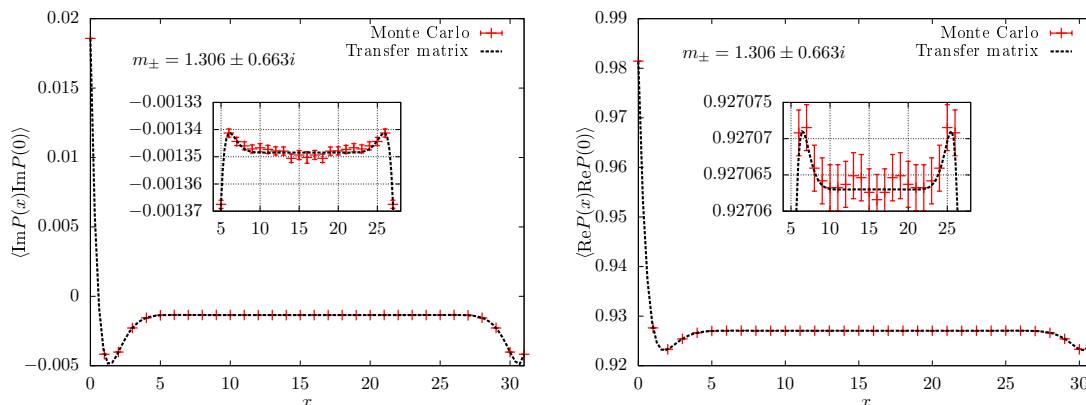 0.02
0.015
0.01
0.005
0
−0.005
⟨ImP(x)ImP(0)⟩
Monte Carlo
Transfer matrix
m± = 1.306 ± 0.663i
−0.00133
−0.00134
−0.00135
−0.00136
−0.00137
5 10 15 20 25
0 5 10 15 20 25 30
x
0.99
0.98
0.97
0.96
0.95
0.94
0.93
0.92
⟨ReP(x)ReP(0)⟩
Monte Carlo
Transfer matrix
m± = 1.306 ± 0.663i
0.927075
0.92707
0.927065
0.92706
5 10 15 20 25
0 5 10 15 20 25 30
x